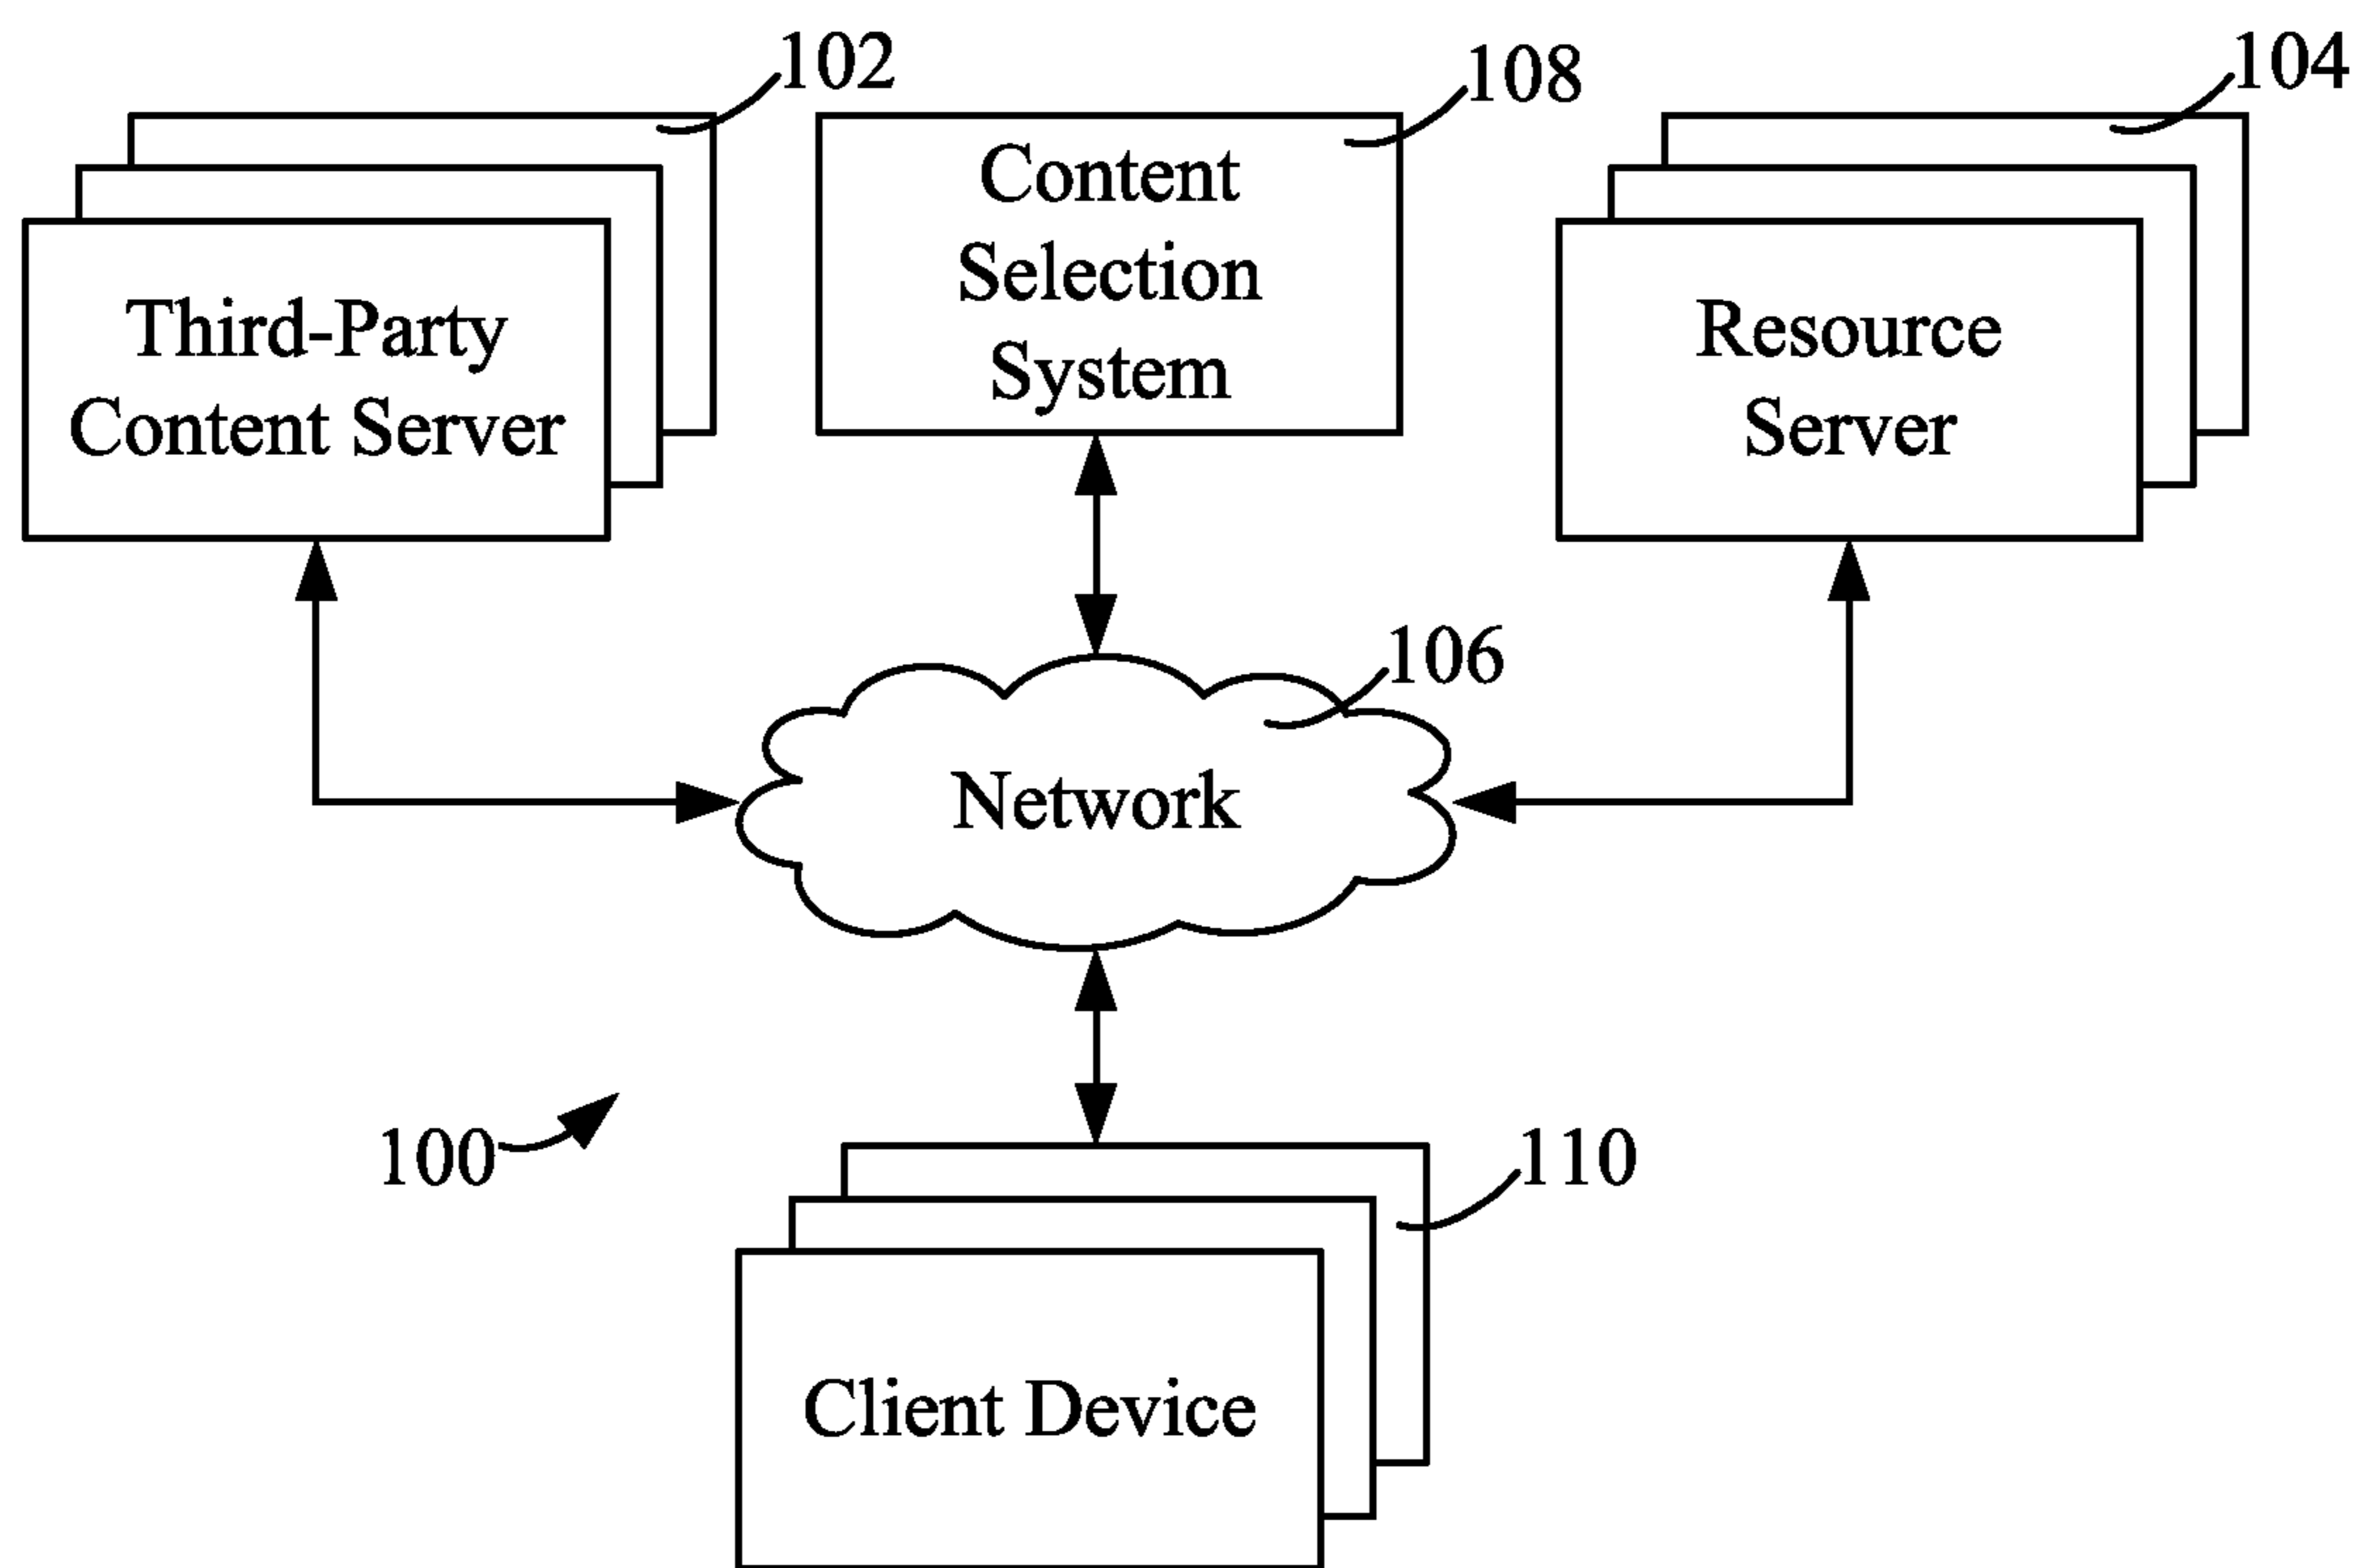 102
108
104
Third-Party
Content Server
Content
Selection
System
Resource
Server
106
Network
100
110
Client Device